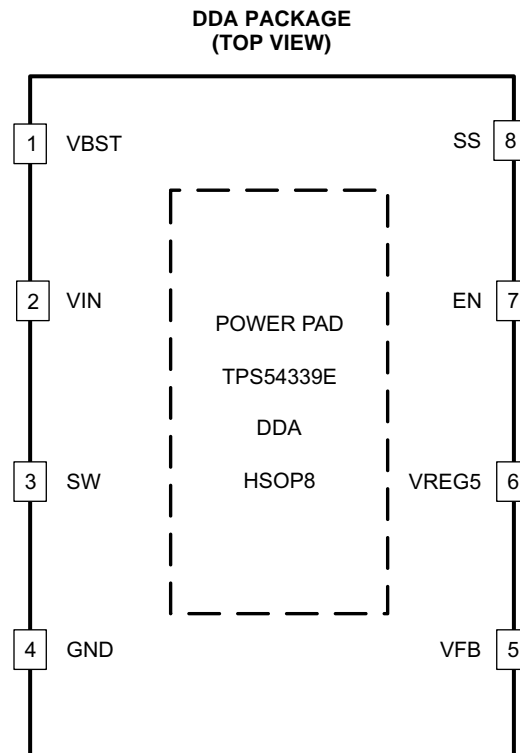 DDA PACKAGE
(TOP VIEW)
1 VBST SS 8
2 VIN EN 7
POWER PAD
TPS54339E
DDA
HSOP8
3 SW VREG5 6
4 GND VFB 5